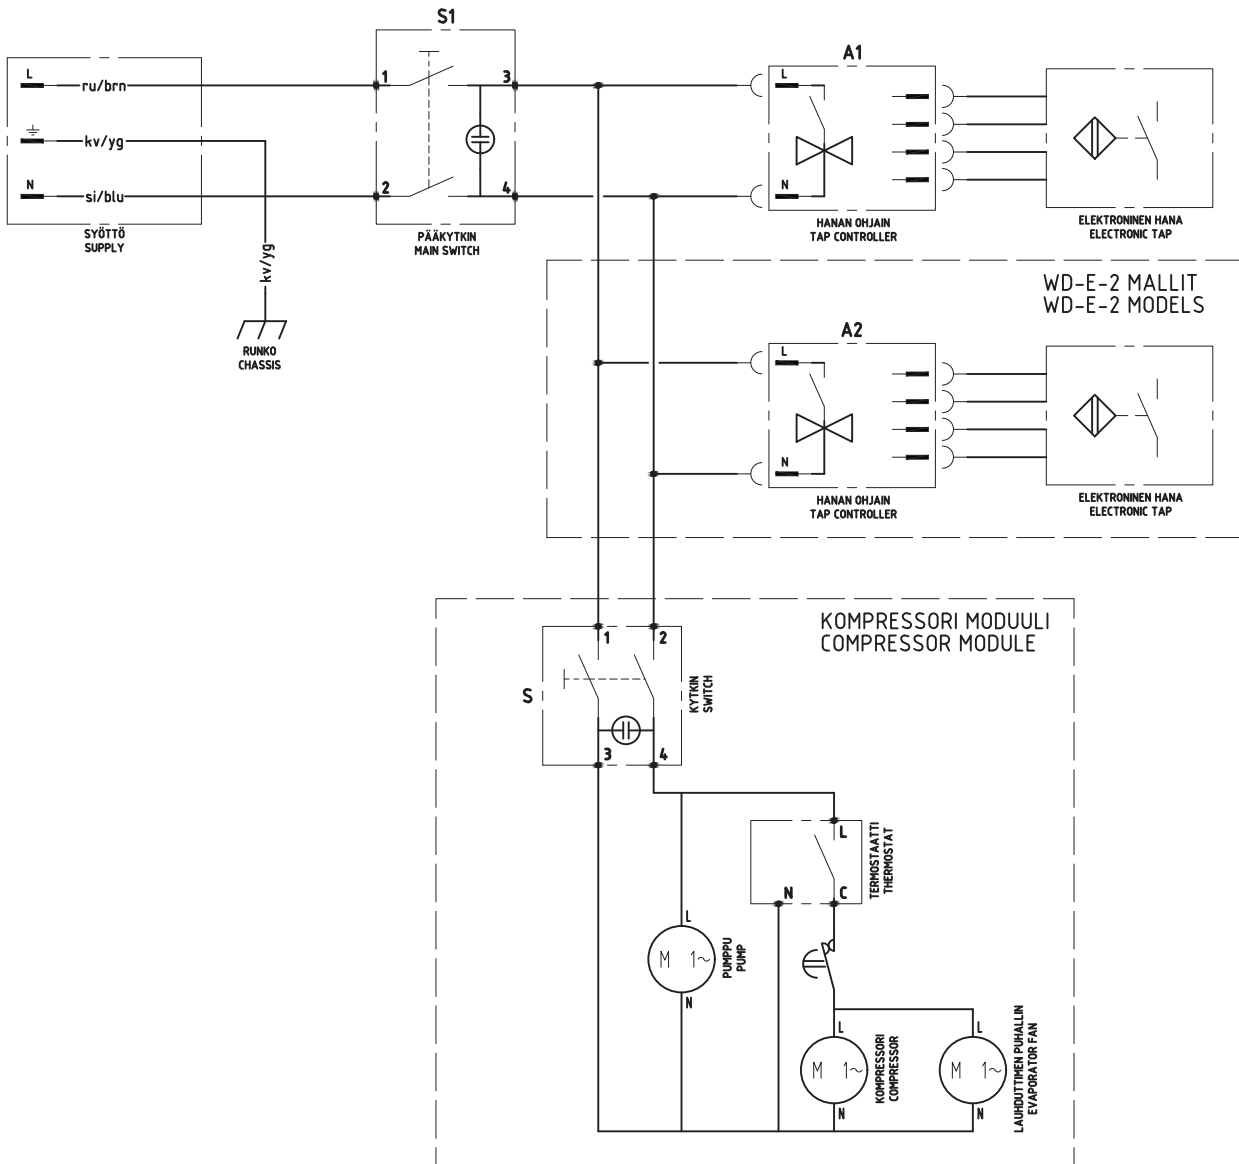 S1
L
ru/brn
1
3
kv/yg
N
si/blu
2
4
SYÖTTÖ
SUPPLY
PÄÄKYTKIN
MAIN SWITCH
kv/yg
RUNKO
CHASSIS
A1
L
N
HANAN OHJAIN
TAP CONTROLLER
ELEKTRONINEN HANA
ELECTRONIC TAP
WD-E-2 MALLIT
WD-E-2 MODELS
A2
L
N
HANAN OHJAIN
TAP CONTROLLER
ELEKTRONINEN HANA
ELECTRONIC TAP
KOMPRESSORI MODUULI
COMPRESSOR MODULE
1
2
S
KYTKIN
SWITCH
3
4
L
N
C
TERMOSTAATTI
THERMOSTAT
L
M 1~
N
PUMPPU
PUMP
L
M 1~
N
KOMPRESSORI
COMPRESSOR
L
M 1~
N
LAUHDUTTIMEN PUHALLIN
EVAPORATOR FAN